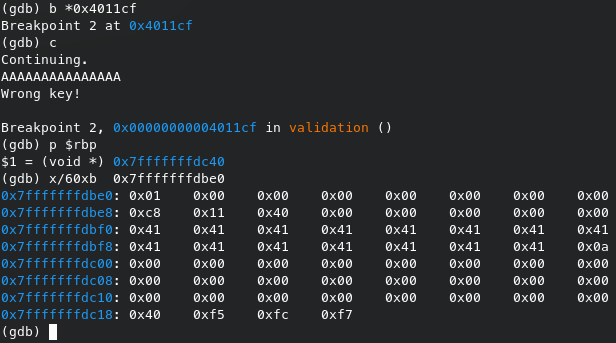 (gdb) b *0x4011cf
Breakpoint 2 at 0x4011cf
(gdb) c
Continuing.
AAAAAAAAAAAAAAA
Wrong key!
Breakpoint 2, 0x00000000004011cf in validation ()
(gdb) p $rbp
$1 = (void *) 0x7fffffffdc40
(gdb) x/60xb  0x7fffffffdbe0
0x7fffffffdbe0: 0x01 0x00 0x00 0x00 0x00 0x00 0x00 0x00
0x7fffffffdbe8: 0xc8 0x11 0x40 0x00 0x00 0x00 0x00 0x00
0x7fffffffdbf0: 0x41 0x41 0x41 0x41 0x41 0x41 0x41 0x41
0x7fffffffdbf8: 0x41 0x41 0x41 0x41 0x41 0x41 0x41 0x0a
0x7fffffffdc00: 0x00 0x00 0x00 0x00 0x00 0x00 0x00 0x00
0x7fffffffdc08: 0x00 0x00 0x00 0x00 0x00 0x00 0x00 0x00
0x7fffffffdc10: 0x00 0x00 0x00 0x00 0x00 0x00 0x00 0x00
0x7fffffffdc18: 0x40 0xf5 0xfc 0xf7
(gdb)